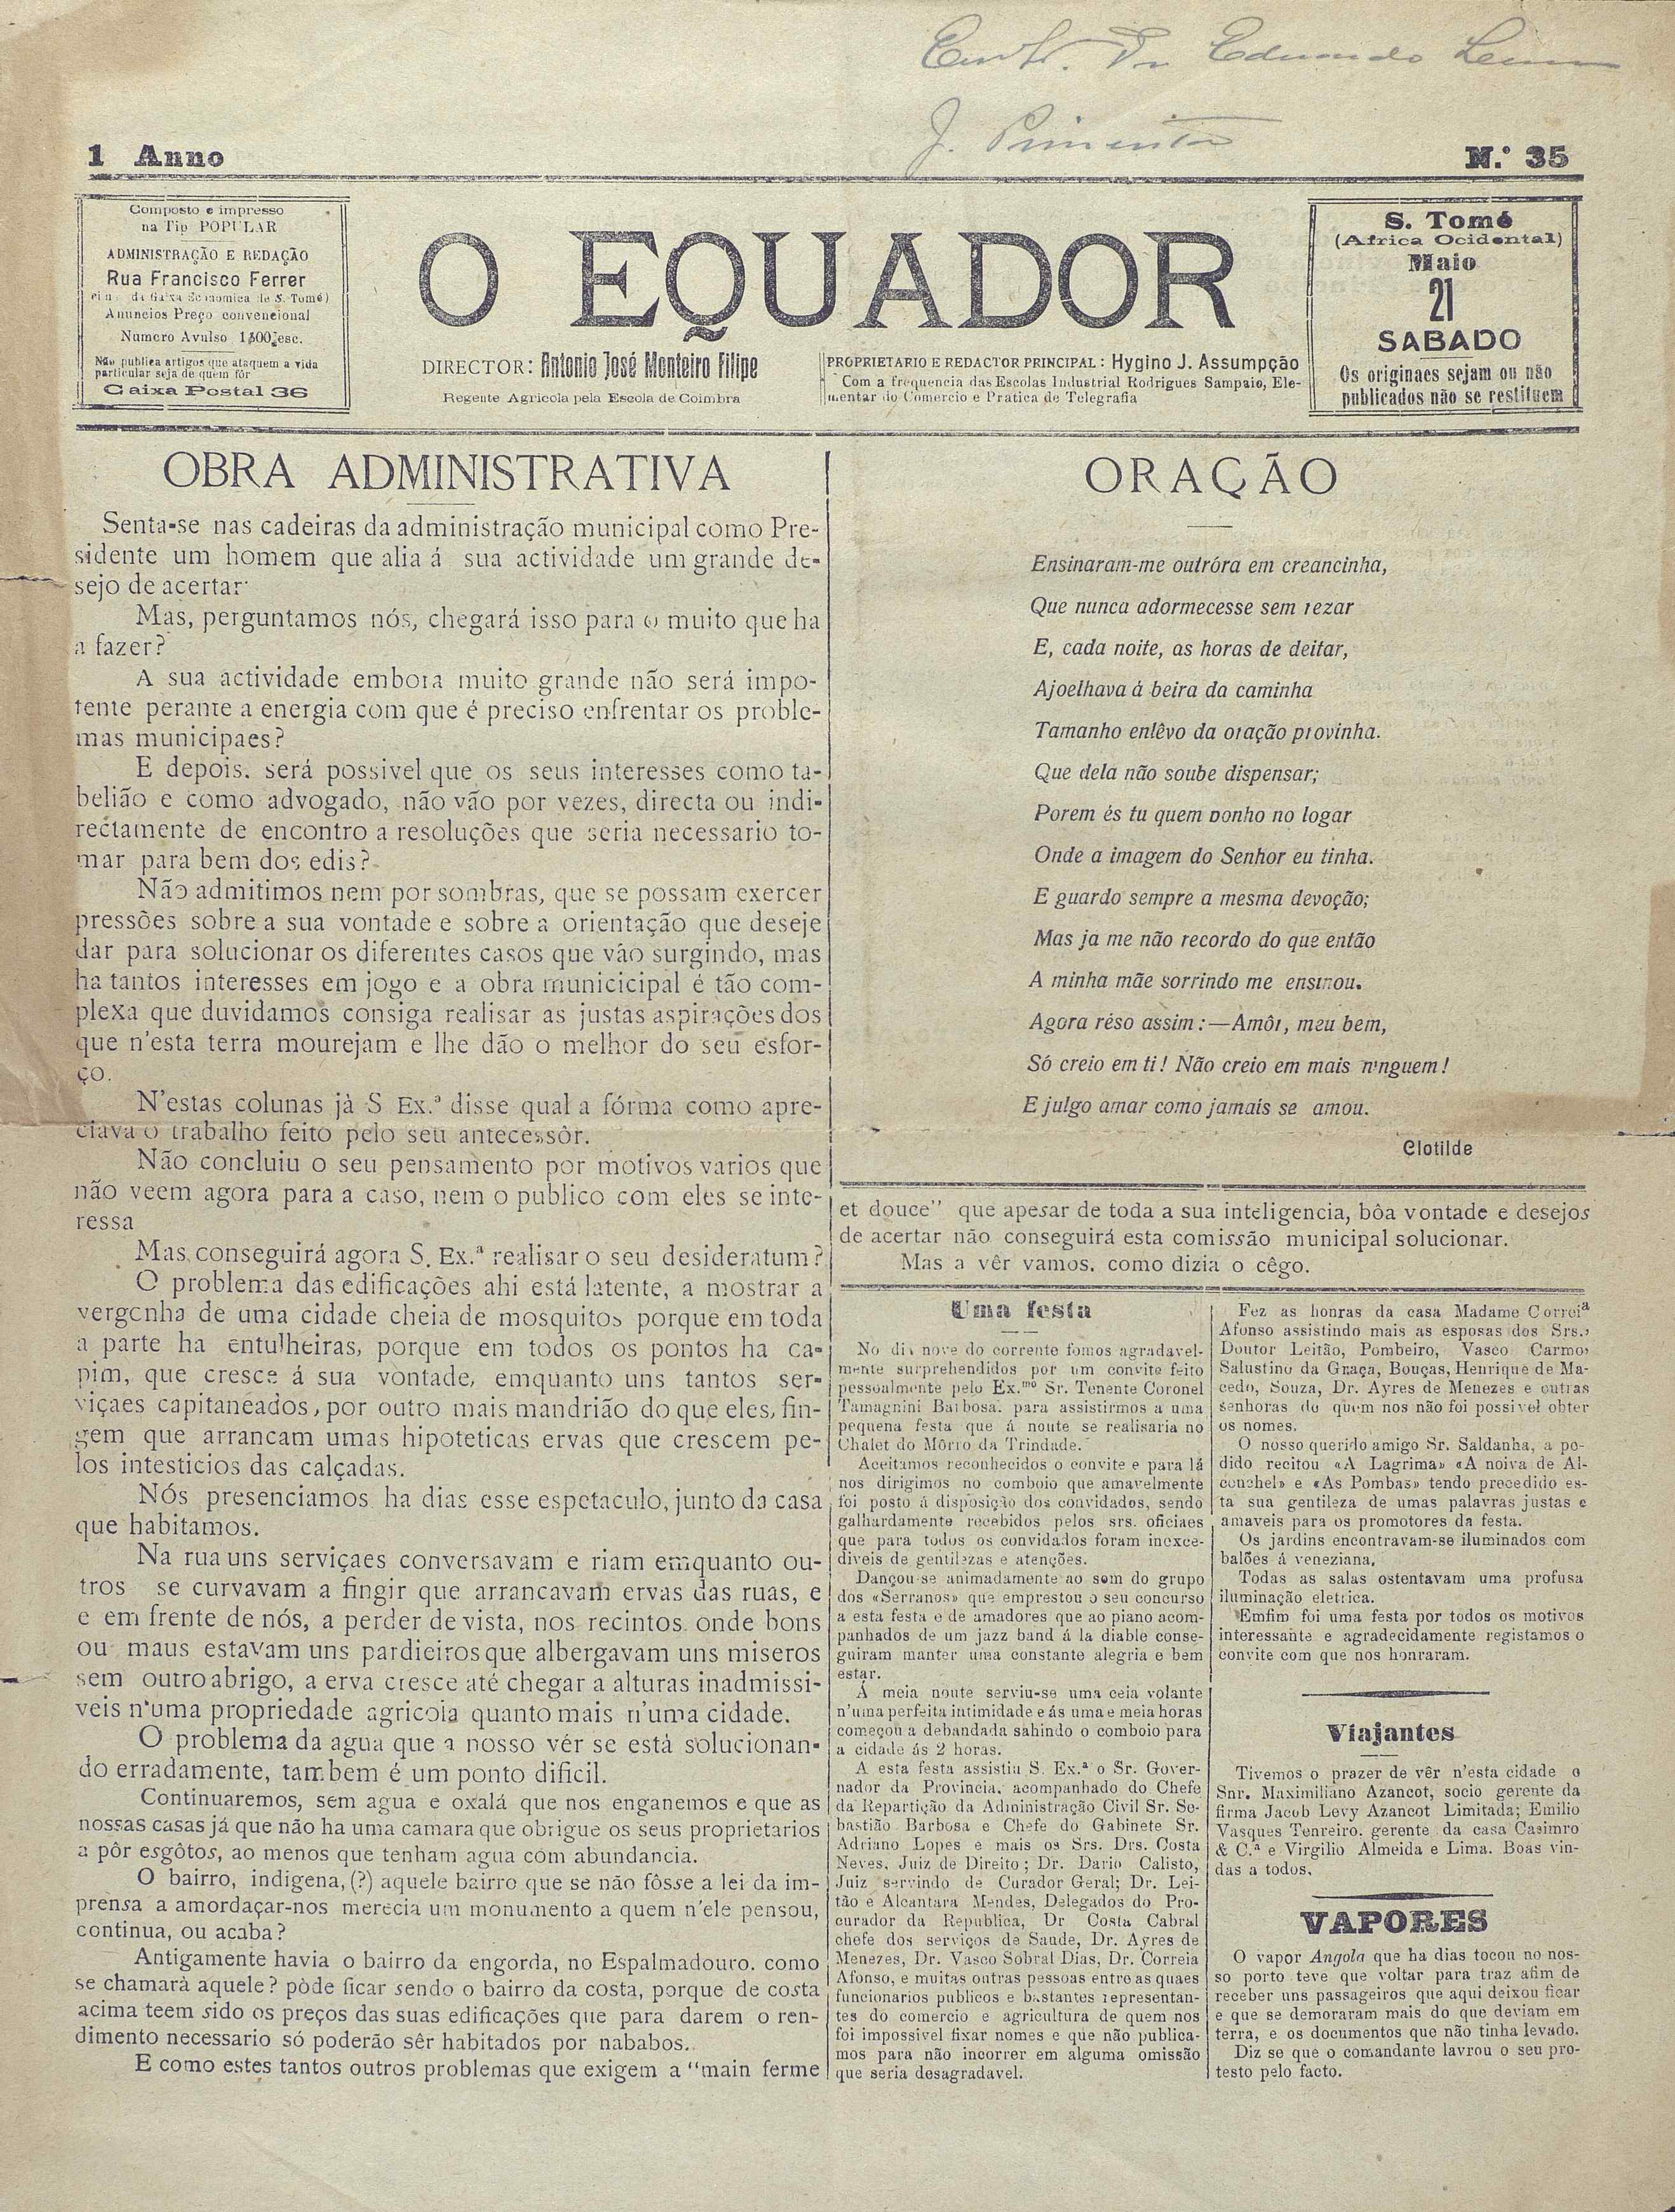 J. Pimenta
1 Anno
N.º 35
Composto e impresso
na Tip POPULAR
ADMINISTRAÇÃO E REDAÇÃO
Rua Francisco Ferrer
da Caixa Economica de S. Tomé)
Anuncios Preço convencional
Numero Avulso 1$00 esc.
Não publica artigos que ataquem a vida
particular seja de quem fôr
Caixa Postal 36
O EQUADOR
DIRECTOR: Antonio José Monteiro Filipe
Regente Agricola pela Escola de Coimbra
PROPRIETARIO E REDACTOR PRINCIPAL: Hygino J. Assumpção
Com a frequencia das Escolas Industrial Rodrigues Sampaio, Ele-
mentar do Comercio e Pratica de Telegrafia
S. Tomé
(Africa Ocidental)
Maio
21
SABADO
Os originaes sejam ou não
publicados não se restituem
OBRA ADMINISTRATIVA
Senta-se nas cadeiras da administração municipal como Pre-
sidente um homem que alia á sua actividade um grande de-
sejo de acertar
Mas, perguntamos nós, chegará isso para o muito que ha
a fazer?
A sua actividade embora muito grande não será impo-
tente perante a energia com que é preciso enfrentar os proble-
mas municipaes?
E depois. será possivel que os seus interesses como ta-
belião e como advogado, não vão por vezes, directa ou indi-
rectamente de encontro a resoluções que seria necessario to-
mar para bem dos edis?
Não admitimos nem por sombras, que se possam exercer
pressões sobre a sua vontade e sobre a orientação que deseje
dar para solucionar os diferentes casos que vão surgindo, mas
ha tantos interesses em jogo e a obra municicipal é tão com-
plexa que duvidamos consiga realisar as justas aspirações dos
que n'esta terra mourejam e lhe dão o melhor do seu esfor-
ço.
N'estas colunas já S Ex.ª disse qual a fórma como apre-
ciava o trabalho feito pelo seu antecessôr.
Não concluiu o seu pensamento por motivos varios que
não veem agora para a caso, nem o publico com eles se inte-
ressa
Mas conseguirá agora S. Ex.ª realisar o seu desideratum?
O problema das edificações ahi está latente, a mostrar a
vergonha de uma cidade cheia de mosquitos porque em toda
a parte ha entulheiras, porque em todos os pontos ha ca-
pim, que cresce á sua vontade, emquanto uns tantos ser-
viçaes capitaneados, por outro mais mandrião do que eles, fin-
gem que arrancam umas hipoteticas ervas que crescem pe-
los intesticios das calçadas.
Nós presenciamos ha dias esse espetaculo, junto da casa
que habitamos.
Na rua uns serviçaes conversavam e riam emquanto ou-
tros se curvavam a fingir que arrancavam ervas das ruas, e
e em frente de nós, a perder de vista, nos recintos onde bons
ou maus estavam uns pardieiros que albergavam uns miseros
sem outro abrigo, a erva cresce até chegar a alturas inadmissi-
veis n'uma propriedade agricola quanto mais n'uma cidade.
O problema da agua que a nosso vér se está solucionan-
do erradamente, tambem é um ponto dificil.
Continuaremos, sem agua e oxalá que nos enganemos e que as
nossas casas já que não ha uma camara que obrigue os seus proprietarios
a pôr esgôtos, ao menos que tenham agua com abundancia.
O bairro, indigena, (?) aquele bairro que se não fôsse a lei da im-
prensa a amordaçar-nos merecia um monumento a quem n'ele pensou,
continua, ou acaba?
Antigamente havia o bairro da engorda, no Espalmadouro. como
se chamará aquele? póde ficar sendo o bairro da costa, porque de costa
acima teem sido os preços das suas edificações que para darem o ren-
dimento necessario só poderão sêr habitados por nababos.
E como estes tantos outros problemas que exigem a "main ferme
ORAÇÃO
Ensinaram-me outróra em creancinha,
Que nunca adormecesse sem rezar
E, cada noite, as horas de deitar,
Ajoelhava á beira da caminha
Tamanho enlêvo da oração provinha.
Que dela não soube dispensar;
Porem és tu quem ponho no logar
Onde a imagem do Senhor eu tinha.
E guardo sempre a mesma devoção;
Mas ja me não recordo do que então
A minha mãe sorrindo me ensinou.
Agora réso assim:—Amôr, meu bem,
Só creio em ti! Não creio em mais ninguem!
E julgo amar como jamais se amou.
Clotilde
et douce" que apesar de toda a sua inteligencia, bôa vontade e desejos
de acertar não conseguirá esta comissão municipal solucionar.
Mas a vêr vamos. como dizia o cêgo.
Uma festa
No dia nove do corrente fomos agradavel-
mente surprehendidos por um convite feito
pessoalmente pelo Ex.mo Sr. Tenente Coronel
Tamagnini Barbosa. para assistirmos a uma
pequena festa que á noute se realisaria no
Chalet do Môrro da Trindade.
Aceitamos reconhecidos o convite e para lá
nos dirigimos no comboio que amavelmente
foi posto á disposição dos convidados, sendo
galhardamente recebidos pelos srs. oficiaes
que para todos os convidados foram inexce-
diveis de gentilezas e atenções.
Dançou-se animadamente ao som do grupo
dos «Serranos» que emprestou o seu concurso
a esta festa e de amadores que ao piano acom-
panhados de um jazz band á la diable conse-
guiram manter uma constante alegria e bem
estar.
Á meia noute serviu-se uma ceia volante
n'uma perfeita intimidade e ás uma e meia horas
começou a debandada sahindo o comboio para
a cidade ás 2 horas.
A esta festa assistiu S. Ex.ª o Sr. Gover-
nador da Provincia, acompanhado do Chefe
da Repartição da Administração Civil Sr. Se-
bastião Barbosa e Chefe do Gabinete Sr.
Adriano Lopes e mais os Srs. Drs. Costa
Neves, Juiz de Direito; Dr. Dario Calisto,
Juiz servindo de Curador Geral; Dr. Lei-
tão e Alcantara Mendes, Delegados do Pro-
curador da Republica, Dr Costa Cabral
chefe dos serviços de Saude, Dr. Ayres de
Menezes, Dr. Vasco Sobral Dias, Dr. Correia
Afonso, e muitas outras pessoas entre as quaes
funcionarios publicos e bastantes representan-
tes do comercio e agricultura de quem nos
foi impossivel fixar nomes e que não publica-
mos para não incorrer em alguma omissão
que seria desagradavel.
Fez as honras da casa Madame Correia
Afonso assistindo mais as esposas dos Srs.,
Doutor Leitão, Pombeiro, Vasco Carmo,
Salustino da Graça, Bouças, Henrique de Ma-
cedo, Souza, Dr. Ayres de Menezes e outras
senhoras do quem nos não foi possivel obter
os nomes.
O nosso querido amigo Sr. Saldanha, a pe-
dido recitou «A Lagrima» «A noiva de Al-
conchel» e «As Pombas» tendo precedido es-
ta sua gentileza de umas palavras justas e
amaveis para os promotores da festa.
Os jardins encontravam-se iluminados com
balões á veneziana,
Todas as salas ostentavam uma profusa
iluminação eletrica.
Emfim foi uma festa por todos os motivos
interessante e agradecidamente registamos o
convite com que nos honraram.
Viajantes
Tivemos o prazer de vêr n'esta cidade o
Snr. Maximiliano Azancot, socio gerente da
firma Jacob Levy Azancot Limitada; Emilio
Vasques Tenreiro. gerente da casa Casimro
& C.ª e Virgilio Almeida e Lima. Boas vin-
das a todos.
VAPORES
O vapor Angola que ha dias tocou no nos-
so porto teve que voltar para traz afim de
receber uns passageiros que aqui deixou ficar
e que se demoraram mais do que deviam em
terra, e os documentos que não tinha levado.
Diz se que o comandante lavrou o seu pro-
testo pelo facto.